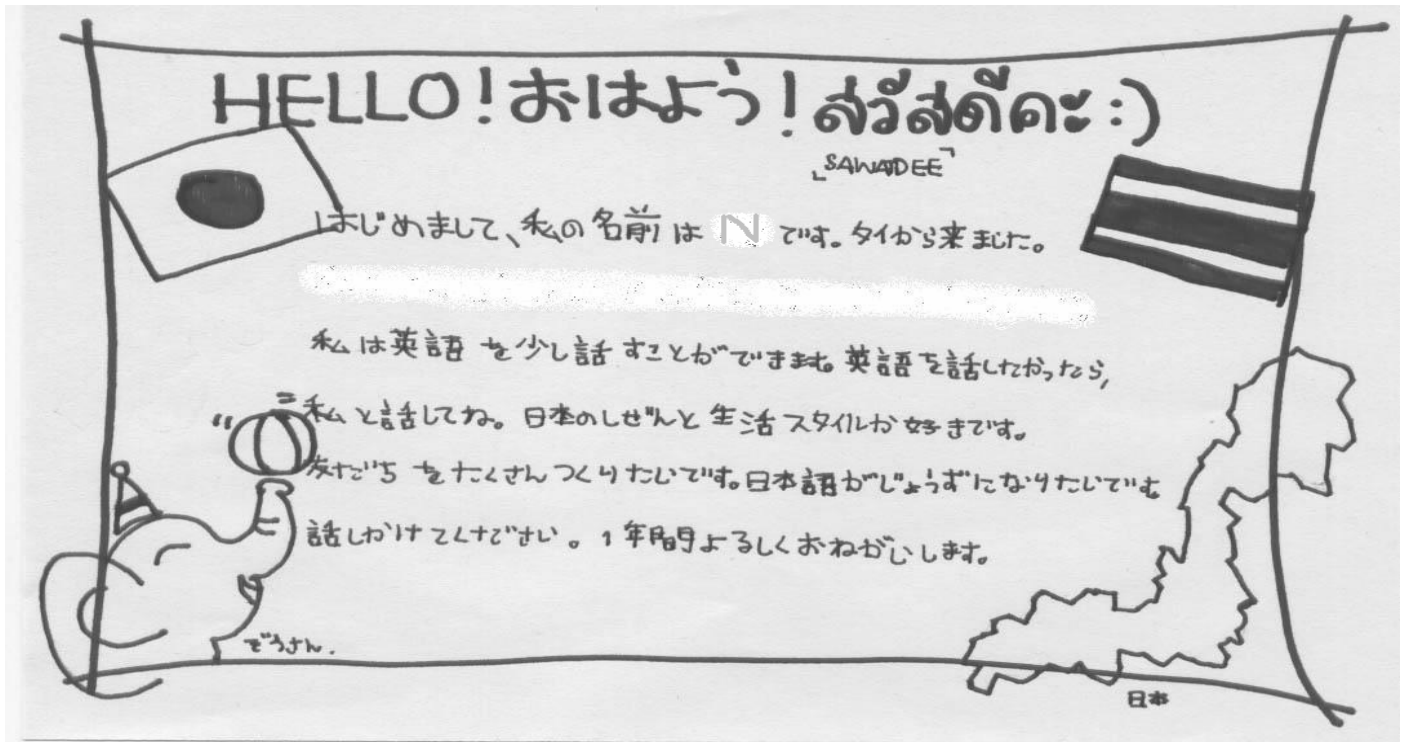 HELLO!おはよう!สวัสดีคะ:)
「SAWADEE」
はじめまして、私の名前は N です。タイから来ました。
私は英語を少し話すことができます。英語を話したかったら,
私と話してね。日本のしぜんと生活スタイルが好きです。
友だちをたくさんつくりたいです。日本語がじょうずになりたいです。
話しかけてください。1年間よろしくおねがいします。
ぞうさん.
日本